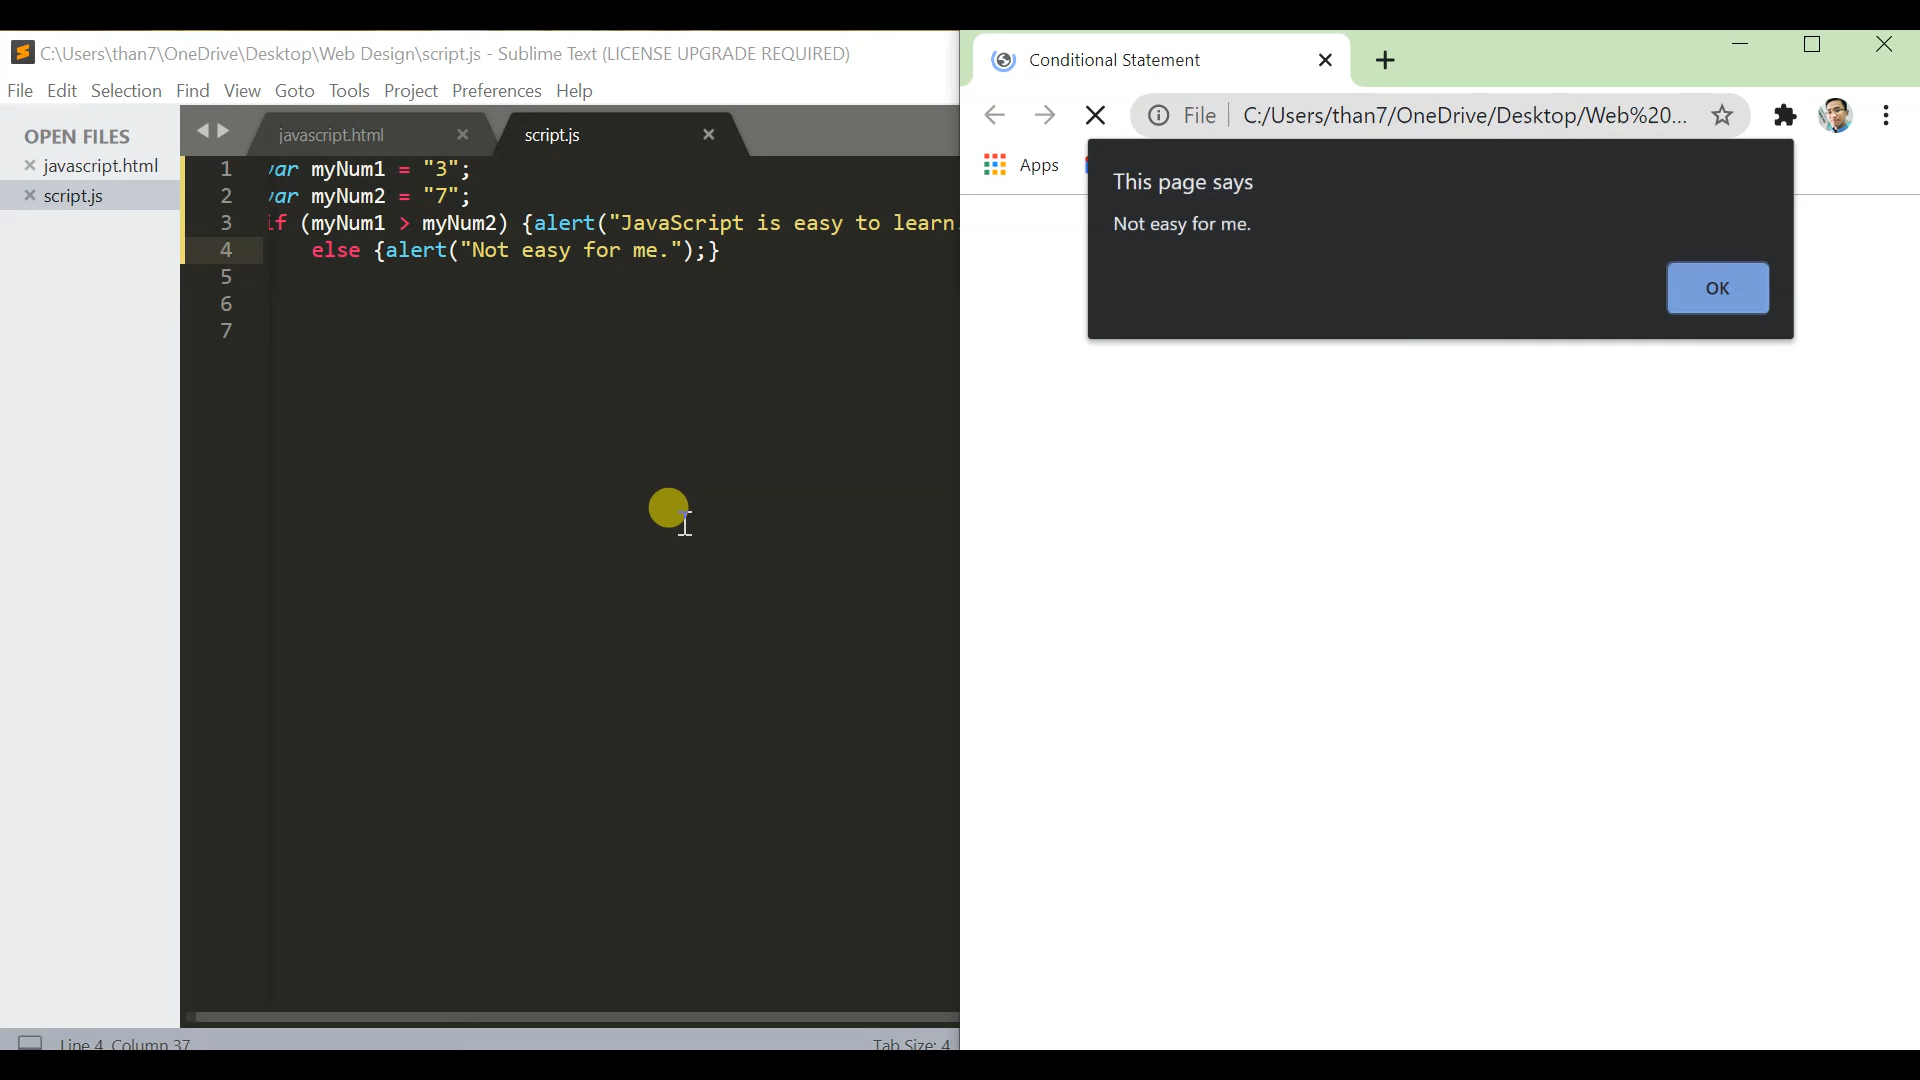 C:\Users\than7\OneDrive\Desktop\Web Design\script.js - Sublime Text (LICENSE UPGRADE REQUIRED)
File Edit Selection Find View Goto Tools Project Preferences Help
OPEN FILES
javascript.html
script.js
javascript.html
script.js
1 var myNum1 = "3";
2 var myNum2 = "7";
3 if (myNum1 > myNum2) {alert("JavaScript is easy to learn.
4 else {alert("Not easy for me.");}
5
6
7
Line 4, Column 37
Tab Size: 4
Conditional Statement
File C:/Users/than7/OneDrive/Desktop/Web%20...
Apps
This page says
Not easy for me.
OK